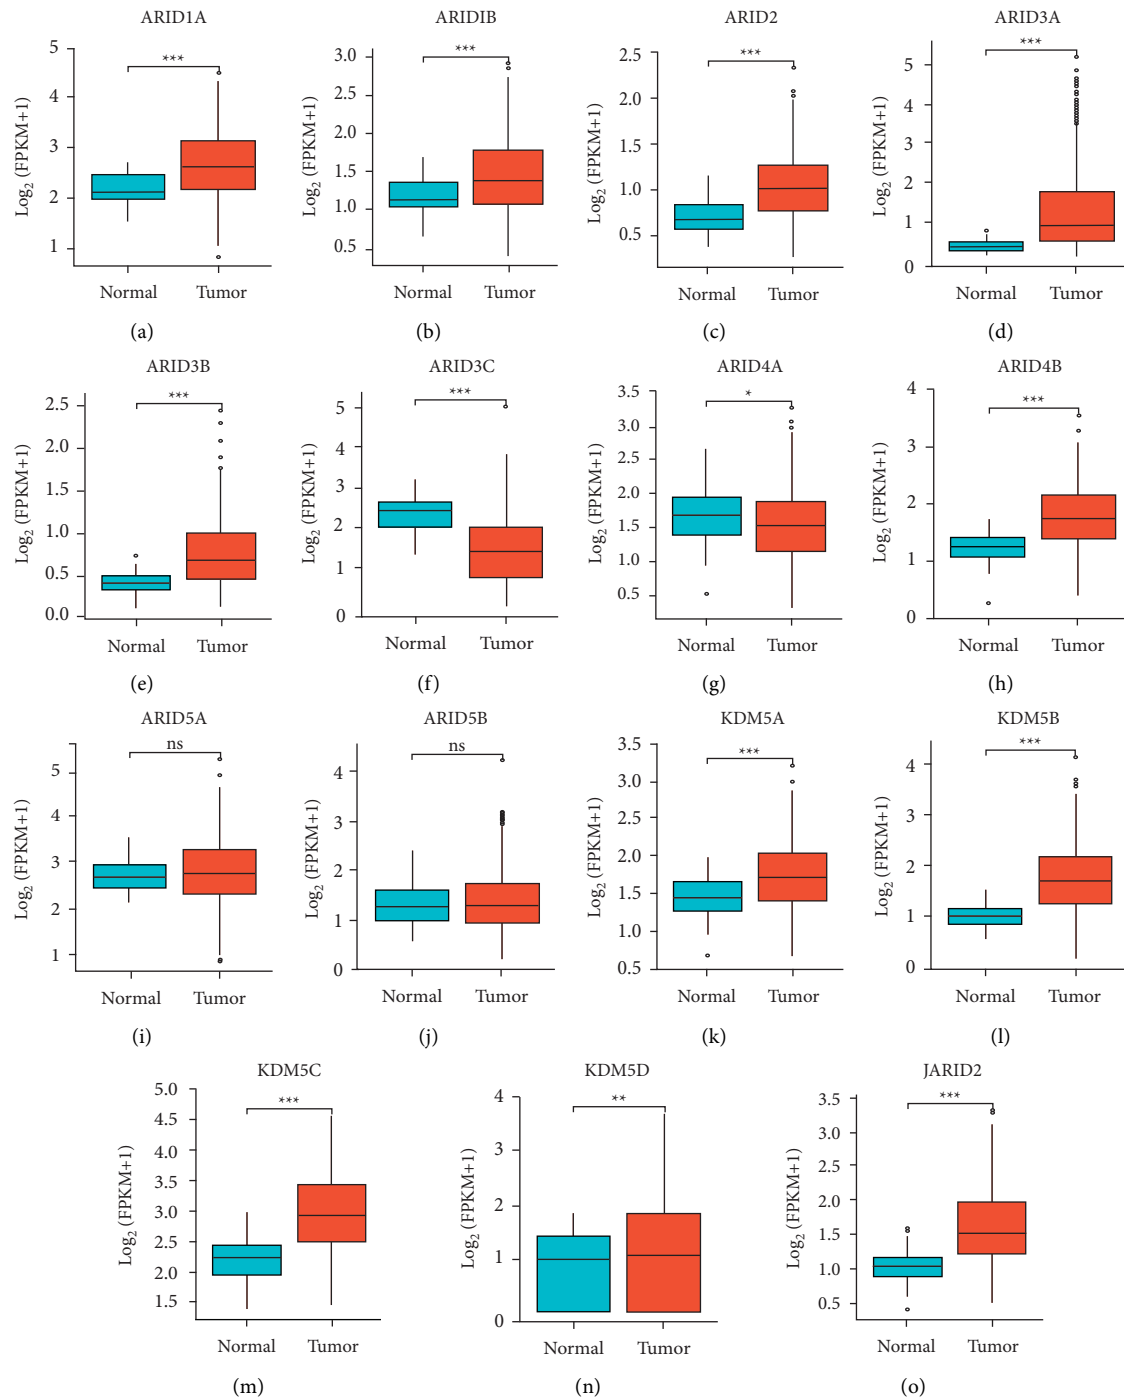 ARID1A
***
5
4
3
2
1
Log2 (FPKM+1)
Normal Tumor
(a)
ARIDIB
***
3.0
2.5
2.0
1.5
1.0
0.5
Log2 (FPKM+1)
Normal Tumor
(b)
ARID2
***
2.5
2.0
1.5
1.0
0.5
Log2 (FPKM+1)
Normal Tumor
(c)
ARID3A
***
5
4
3
2
1
0
Log2 (FPKM+1)
Normal Tumor
(d)
ARID3B
***
2.5
2.0
1.5
1.0
0.5
0.0
Log2 (FPKM+1)
Normal Tumor
(e)
ARID3C
***
5
4
3
2
1
0
Log2 (FPKM+1)
Normal Tumor
(f)
ARID4A
*
3.5
3.0
2.5
2.0
1.5
1.0
0.5
Log2 (FPKM+1)
Normal Tumor
(g)
ARID4B
***
4
3
2
1
0
Log2 (FPKM+1)
Normal Tumor
(h)
ARID5A
ns
5
4
3
2
1
Log2 (FPKM+1)
Normal Tumor
(i)
ARID5B
ns
4
3
2
1
0
Log2 (FPKM+1)
Normal Tumor
(j)
KDM5A
***
3.5
3.0
2.5
2.0
1.5
1.0
0.5
Log2 (FPKM+1)
Normal Tumor
(k)
KDM5B
***
4
3
2
1
0
Log2 (FPKM+1)
Normal Tumor
(l)
KDM5C
***
5.0
4.5
4.0
3.5
3.0
2.5
2.0
1.5
Log2 (FPKM+1)
Normal Tumor
(m)
KDM5D
**
4
3
2
1
0
Log2 (FPKM+1)
Normal Tumor
(n)
JARID2
***
3.5
3.0
2.5
2.0
1.5
1.0
0.5
Log2 (FPKM+1)
Normal Tumor
(o)